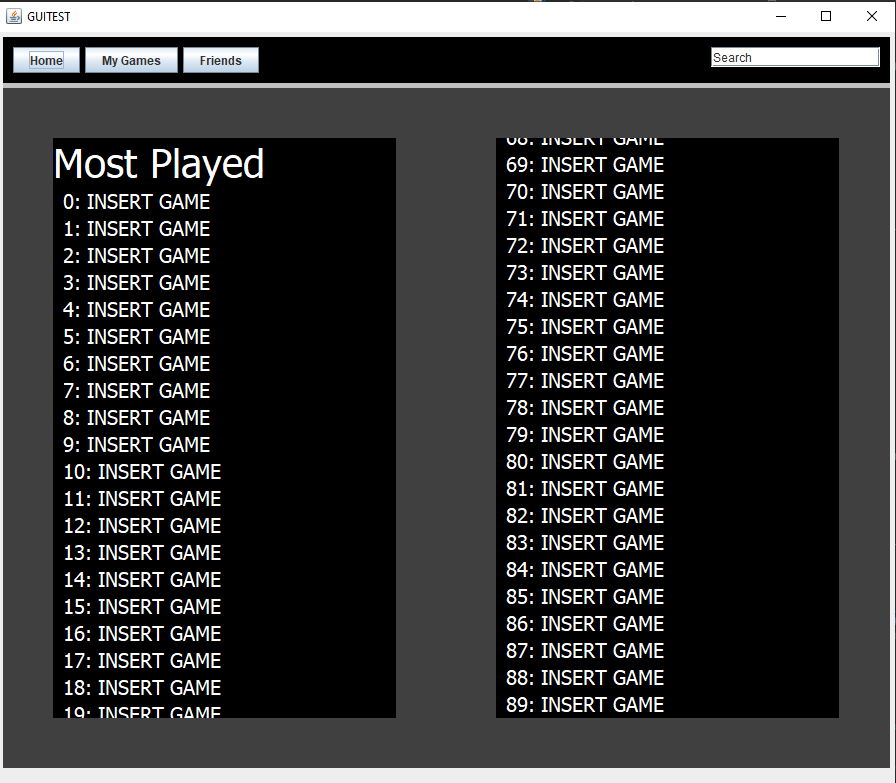 GUITEST
Home My Games Friends Search
Most Played
0: INSERT GAME
1: INSERT GAME
2: INSERT GAME
3: INSERT GAME
4: INSERT GAME
5: INSERT GAME
6: INSERT GAME
7: INSERT GAME
8: INSERT GAME
9: INSERT GAME
10: INSERT GAME
11: INSERT GAME
12: INSERT GAME
13: INSERT GAME
14: INSERT GAME
15: INSERT GAME
16: INSERT GAME
17: INSERT GAME
18: INSERT GAME
19: INSERT GAME
68: INSERT GAME
69: INSERT GAME
70: INSERT GAME
71: INSERT GAME
72: INSERT GAME
73: INSERT GAME
74: INSERT GAME
75: INSERT GAME
76: INSERT GAME
77: INSERT GAME
78: INSERT GAME
79: INSERT GAME
80: INSERT GAME
81: INSERT GAME
82: INSERT GAME
83: INSERT GAME
84: INSERT GAME
85: INSERT GAME
86: INSERT GAME
87: INSERT GAME
88: INSERT GAME
89: INSERT GAME